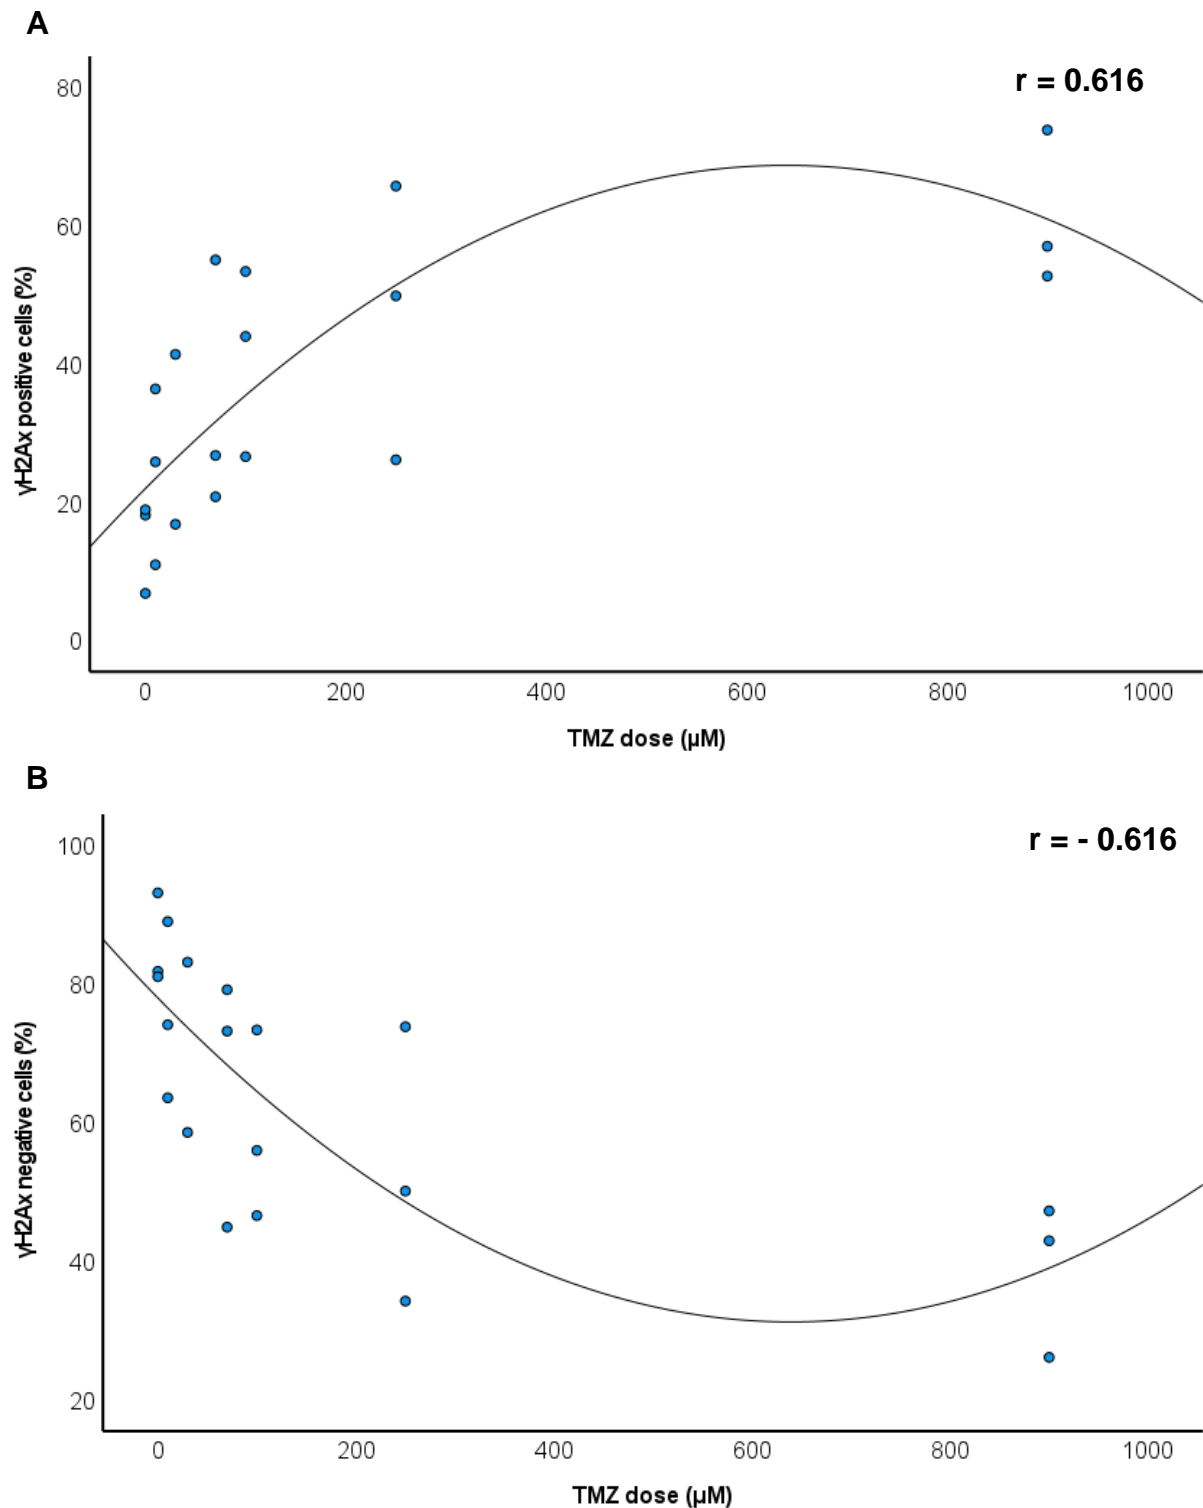 A
r = 0.616
80
60
40
20
0
γH2Ax positive cells (%)
0 200 400 600 800 1000
TMZ dose (μM)
B
r = - 0.616
100
80
60
40
20
γH2Ax negative cells (%)
0 200 400 600 800 1000
TMZ dose (μM)